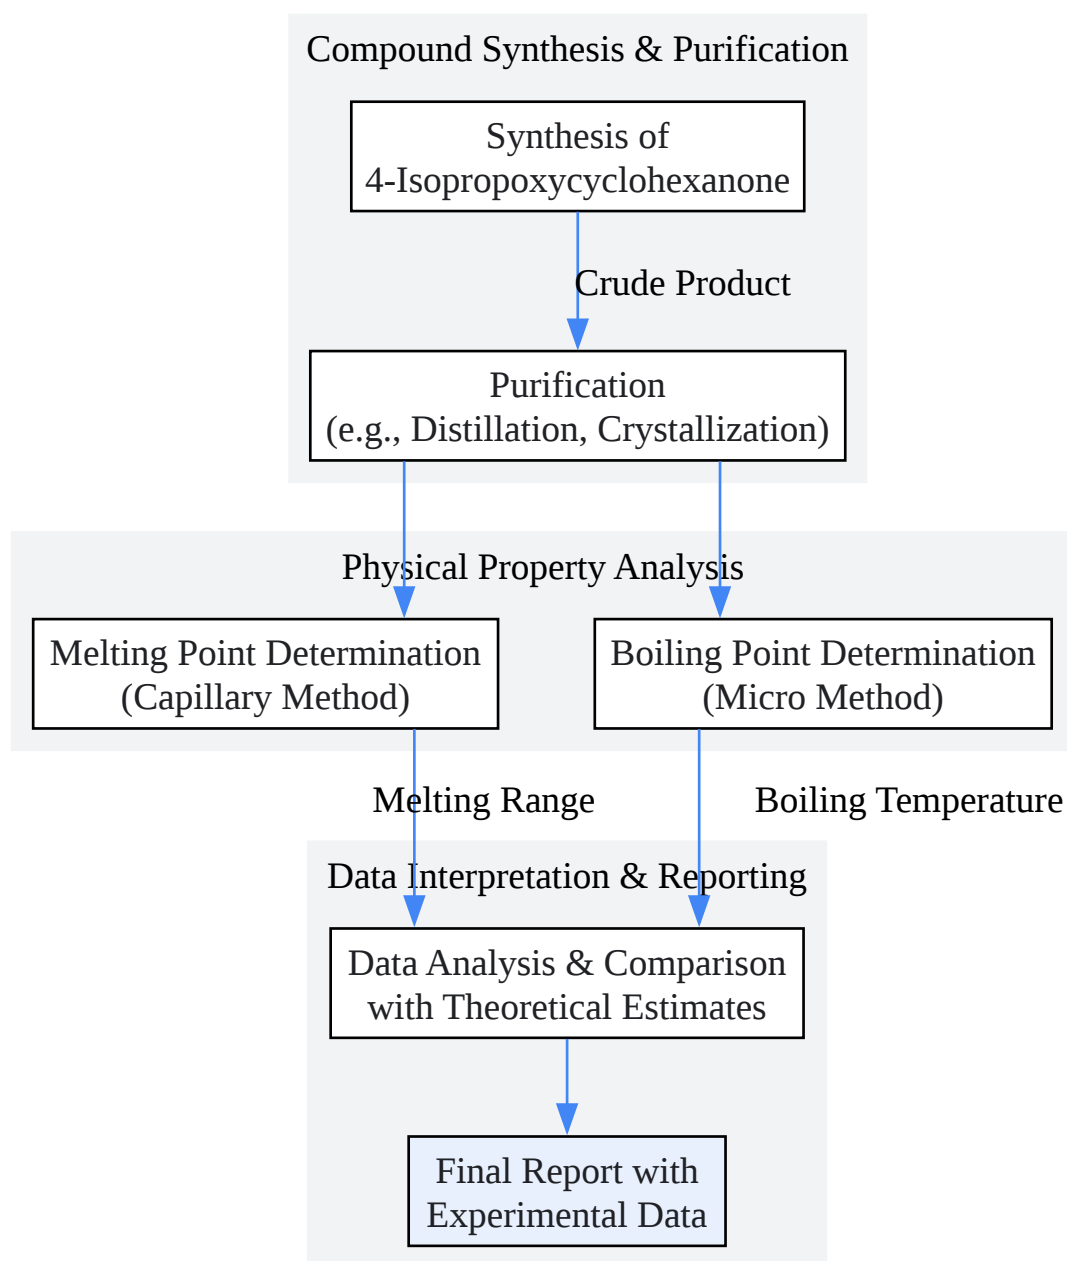 Compound Synthesis & Purification
Synthesis of
4-Isopropoxycyclohexanone
Crude Product
Purification
(e.g., Distillation, Crystallization)
Physical Property Analysis
Melting Point Determination
(Capillary Method)
Boiling Point Determination
(Micro Method)
Melting Range
Boiling Temperature
Data Interpretation & Reporting
Data Analysis & Comparison
with Theoretical Estimates
Final Report with
Experimental Data